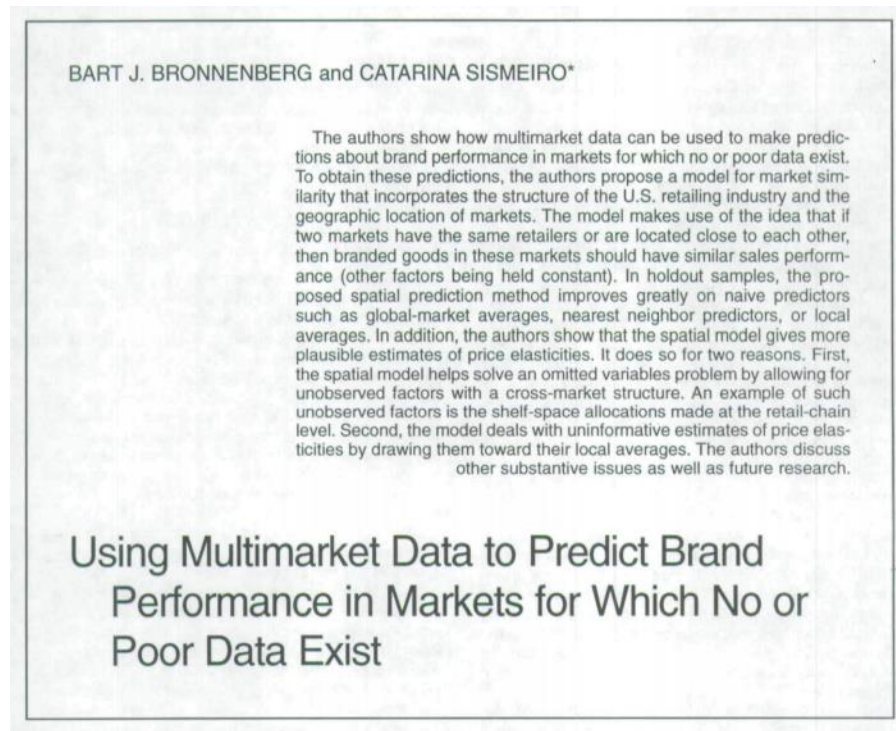 BART J. BRONNENBERG and CATARINA SISMEIRO*
The authors show how multimarket data can be used to make predic-
tions about brand performance in markets for which no or poor data exist.
To obtain these predictions, the authors propose a model for market sim-
ilarity that incorporates the structure of the U.S. retailing industry and the
geographic location of markets. The model makes use of the idea that if
two markets have the same retailers or are located close to each other,
then branded goods in these markets should have similar sales perform-
ance (other factors being held constant). In holdout samples, the pro-
posed spatial prediction method improves greatly on naive predictors
such as global-market averages, nearest neighbor predictors, or local
averages. In addition, the authors show that the spatial model gives more
plausible estimates of price elasticities. It does so for two reasons. First,
the spatial model helps solve an omitted variables problem by allowing for
unobserved factors with a cross-market structure. An example of such
unobserved factors is the shelf-space allocations made at the retail-chain
level. Second, the model deals with uninformative estimates of price elas-
ticities by drawing them toward their local averages. The authors discuss
other substantive issues as well as future research.
Using Multimarket Data to Predict Brand
Performance in Markets for Which No or
Poor Data Exist